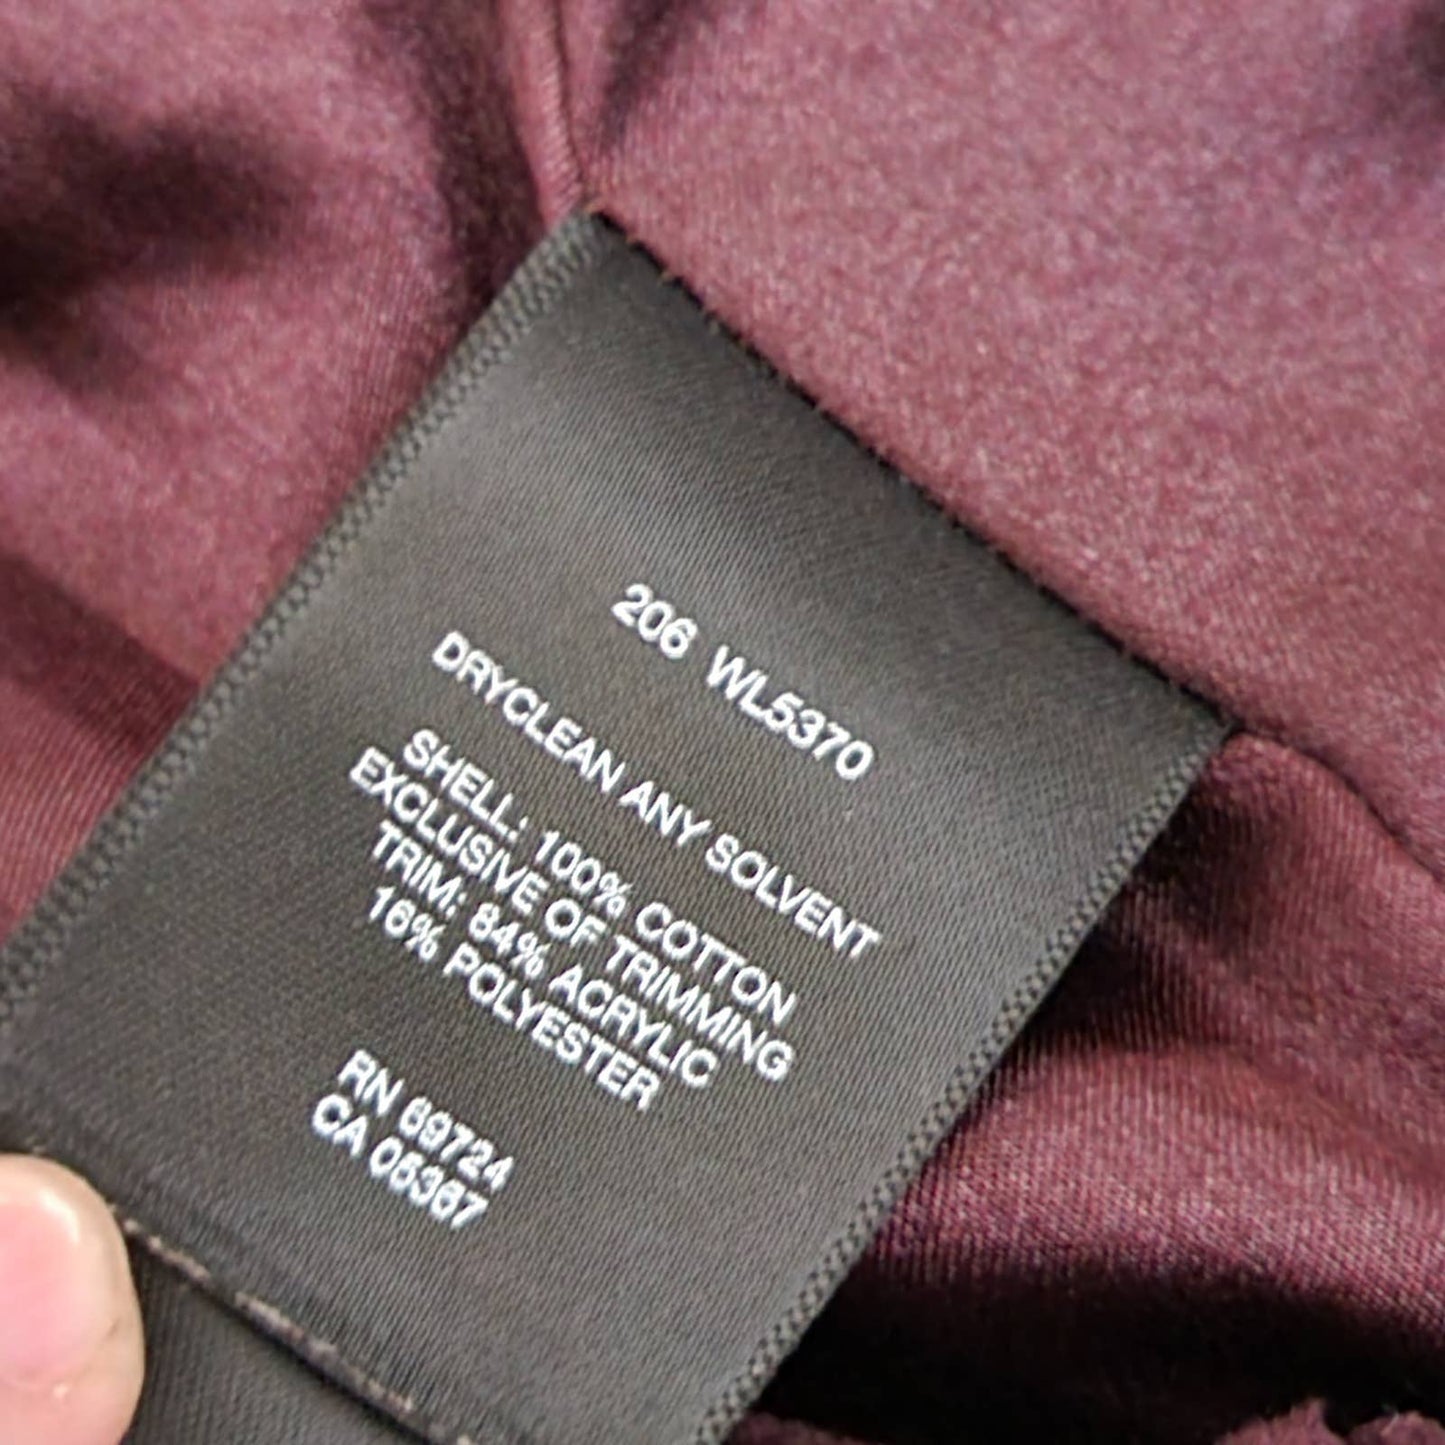 206 WL5370
DRYCLEAN ANY SOLVENT
SHELL: 100% COTTON
EXCLUSIVE OF TRIMMING
TRIM: 84% ACRYLIC
16% POLYESTER
RN 69724
CA 05367